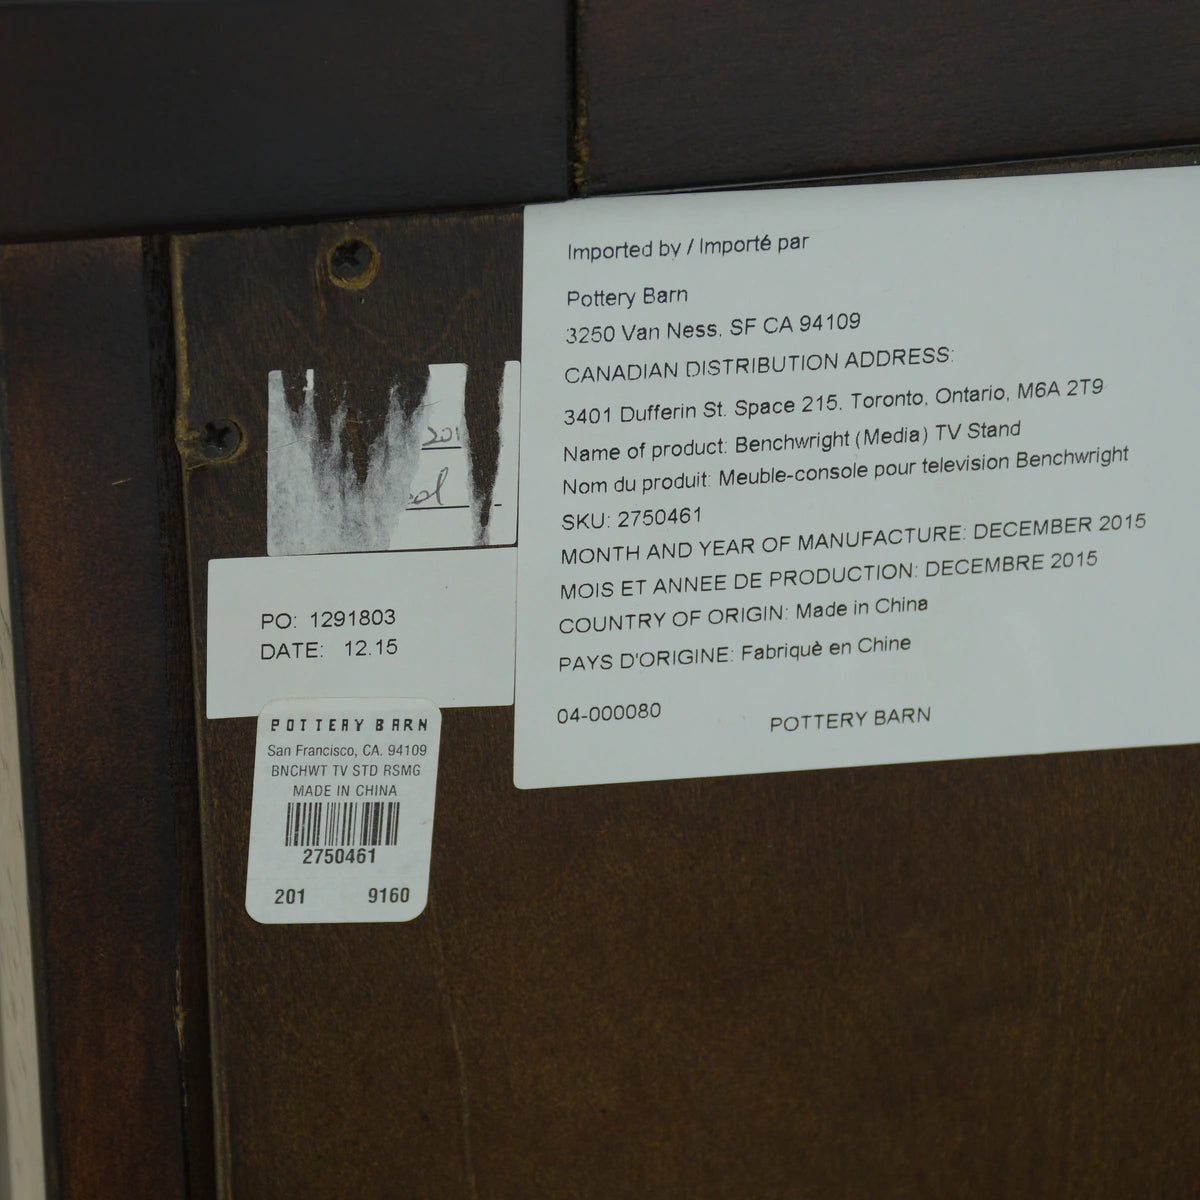 Imported by / Importé par
Pottery Barn
3250 Van Ness, SF CA 94109
CANADIAN DISTRIBUTION ADDRESS:
3401 Dufferin St. Space 215. Toronto, Ontario, M6A 2T9
Name of product: Benchwright (Media) TV Stand
Nom du produit: Meuble-console pour television Benchwright
SKU: 2750461
MONTH AND YEAR OF MANUFACTURE: DECEMBER 2015
MOIS ET ANNEE DE PRODUCTION: DECEMBRE 2015
COUNTRY OF ORIGIN: Made in China
PAYS D'ORIGINE: Fabriquè en Chine
04-000080 POTTERY BARN
PO: 1291803
DATE: 12.15
POTTERY BARN
San Francisco, CA. 94109
BNCHWT TV STD RSMG
MADE IN CHINA
2750461
201 9160